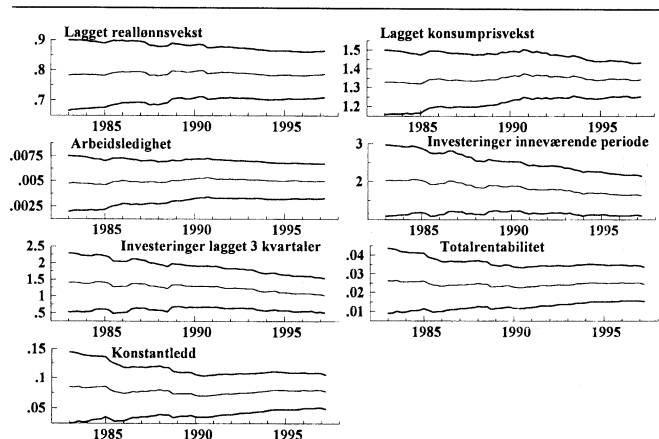 Lagget reallønnsvekst
.9
.8
.7
1985 1990 1995
Lagget konsumprisvekst
1.5
1.4
1.3
1.2
1985 1990 1995
Arbeidsledighet
.0075
.005
.0025
1985 1990 1995
Investeringer inneværende periode
3
2
1985 1990 1995
Investeringer lagget 3 kvartaler
2.5
2
1.5
1
.5
1985 1990 1995
Totalrentabilitet
.04
.03
.02
.01
1985 1990 1995
Konstantledd
.15
.1
.05
1985 1990 1995